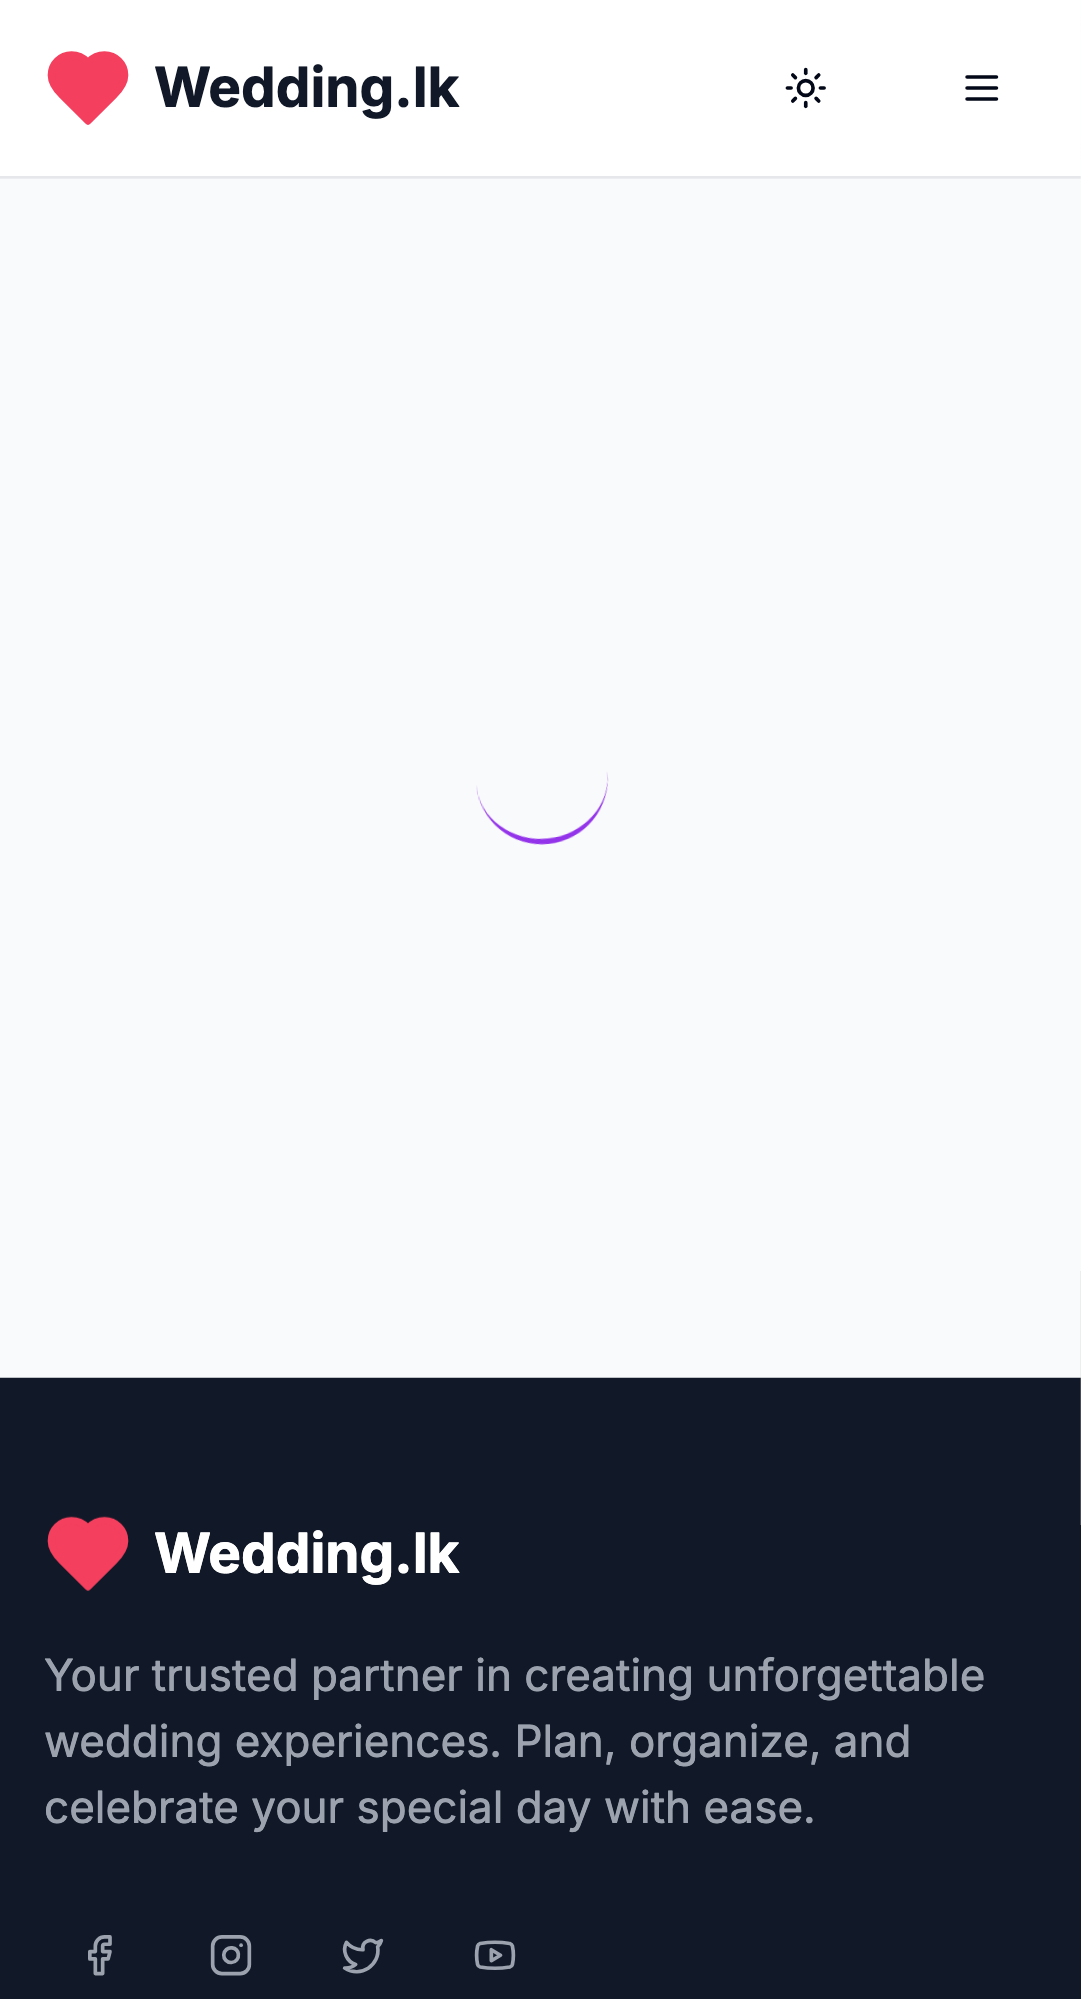 Wedding.lk
Wedding.lk
Your trusted partner in creating unforgettable
wedding experiences. Plan, organize, and
celebrate your special day with ease.